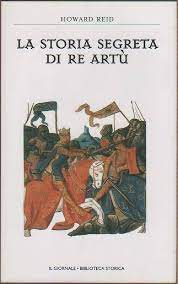 HOWARD REID
LA STORIA SEGRETA
DI RE ARTÙ
IL GIORNALE • BIBLIOTECA STORICA